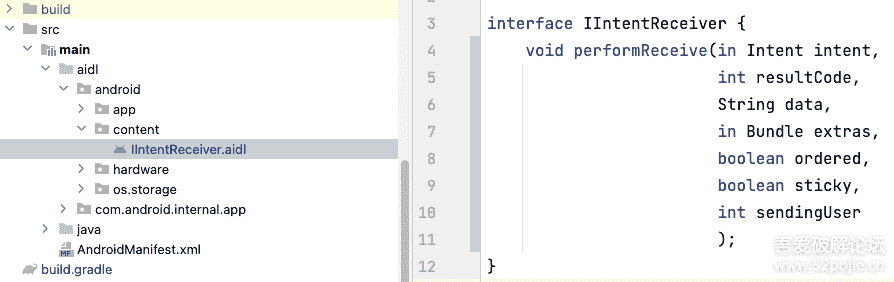 build
src
main
aidl
android
app
content
IIntentReceiver.aidl
hardware
os.storage
com.android.internal.app
java
MF AndroidManifest.xml
build.gradle
3 interface IIntentReceiver {
4 void performReceive(in Intent intent,
5 int resultCode,
6 String data,
7 in Bundle extras,
8 boolean ordered,
9 boolean sticky,
10 int sendingUser
11 );
12 }
吾爱破解论坛
www.52pojie.cn